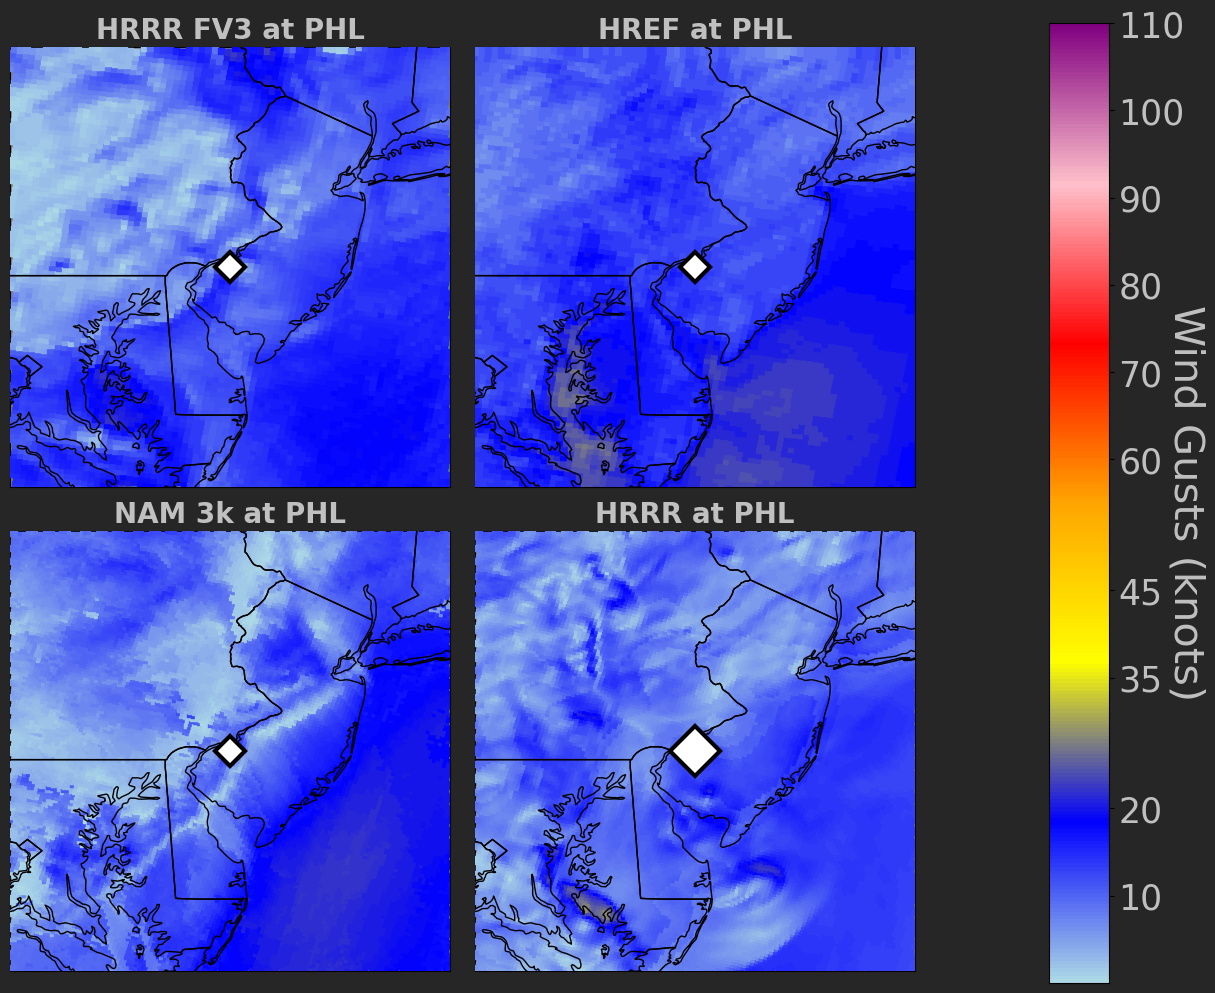 HRRR FV3 at PHL
HREF at PHL
NAM 3k at PHL
HRRR at PHL
110
100
90
80
70
60
45
35
20
10
Wind Gusts (knots)